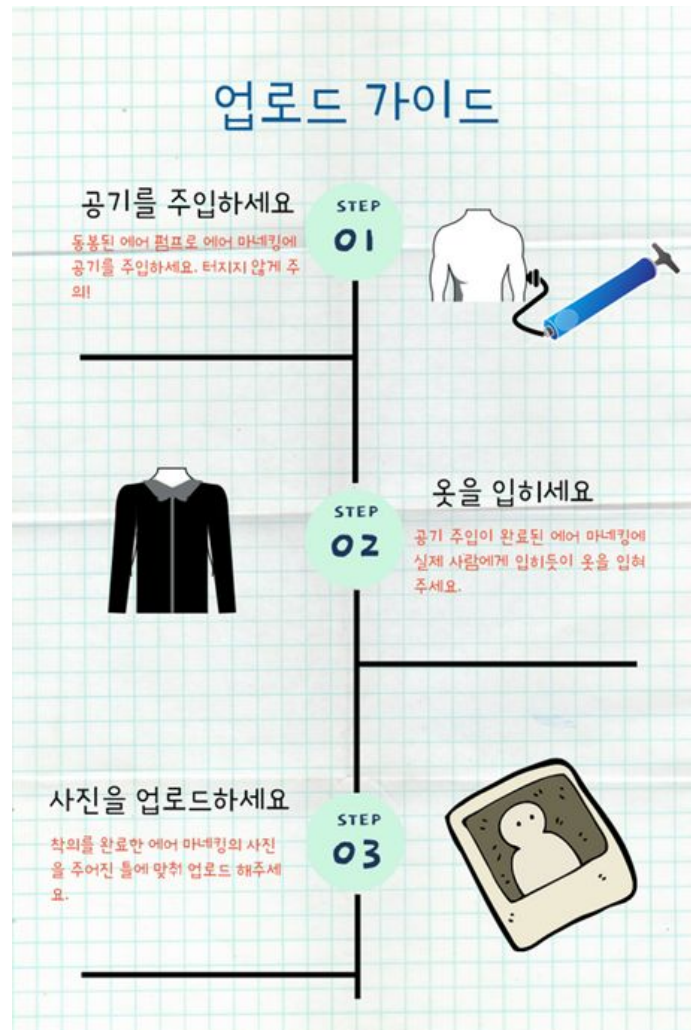 업로드 가이드
공기를 주입하세요
STEP
01
동봉된 에어 펌프로 에어 마네킹에
공기를 주입하세요. 터지지 않게 주
의!
STEP
02
옷을 입히세요
공기 주입이 완료된 에어 마네킹에
실제 사람에게 입히듯이 옷을 입혀
주세요.
사진을 업로드하세요
STEP
03
착의를 완료한 에어 마네킹의 사진
을 주어진 틀에 맞춰 업로드 해주세
요.